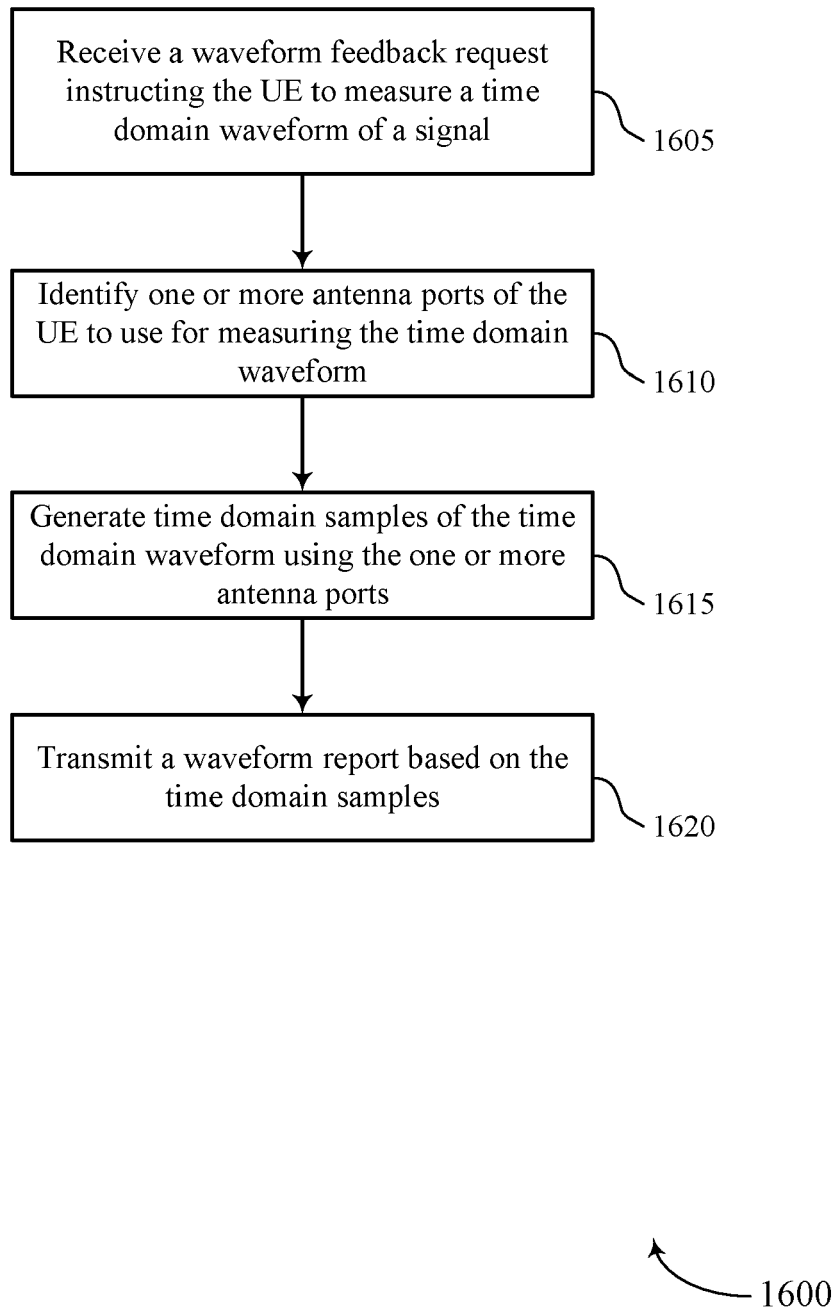 Receive a waveform feedback request
instructing the UE to measure a time
domain waveform of a signal
1605
Identify one or more antenna ports of the
UE to use for measuring the time domain
waveform
1610
Generate time domain samples of the time
domain waveform using the one or more
antenna ports
1615
Transmit a waveform report based on the
time domain samples
1620
1600